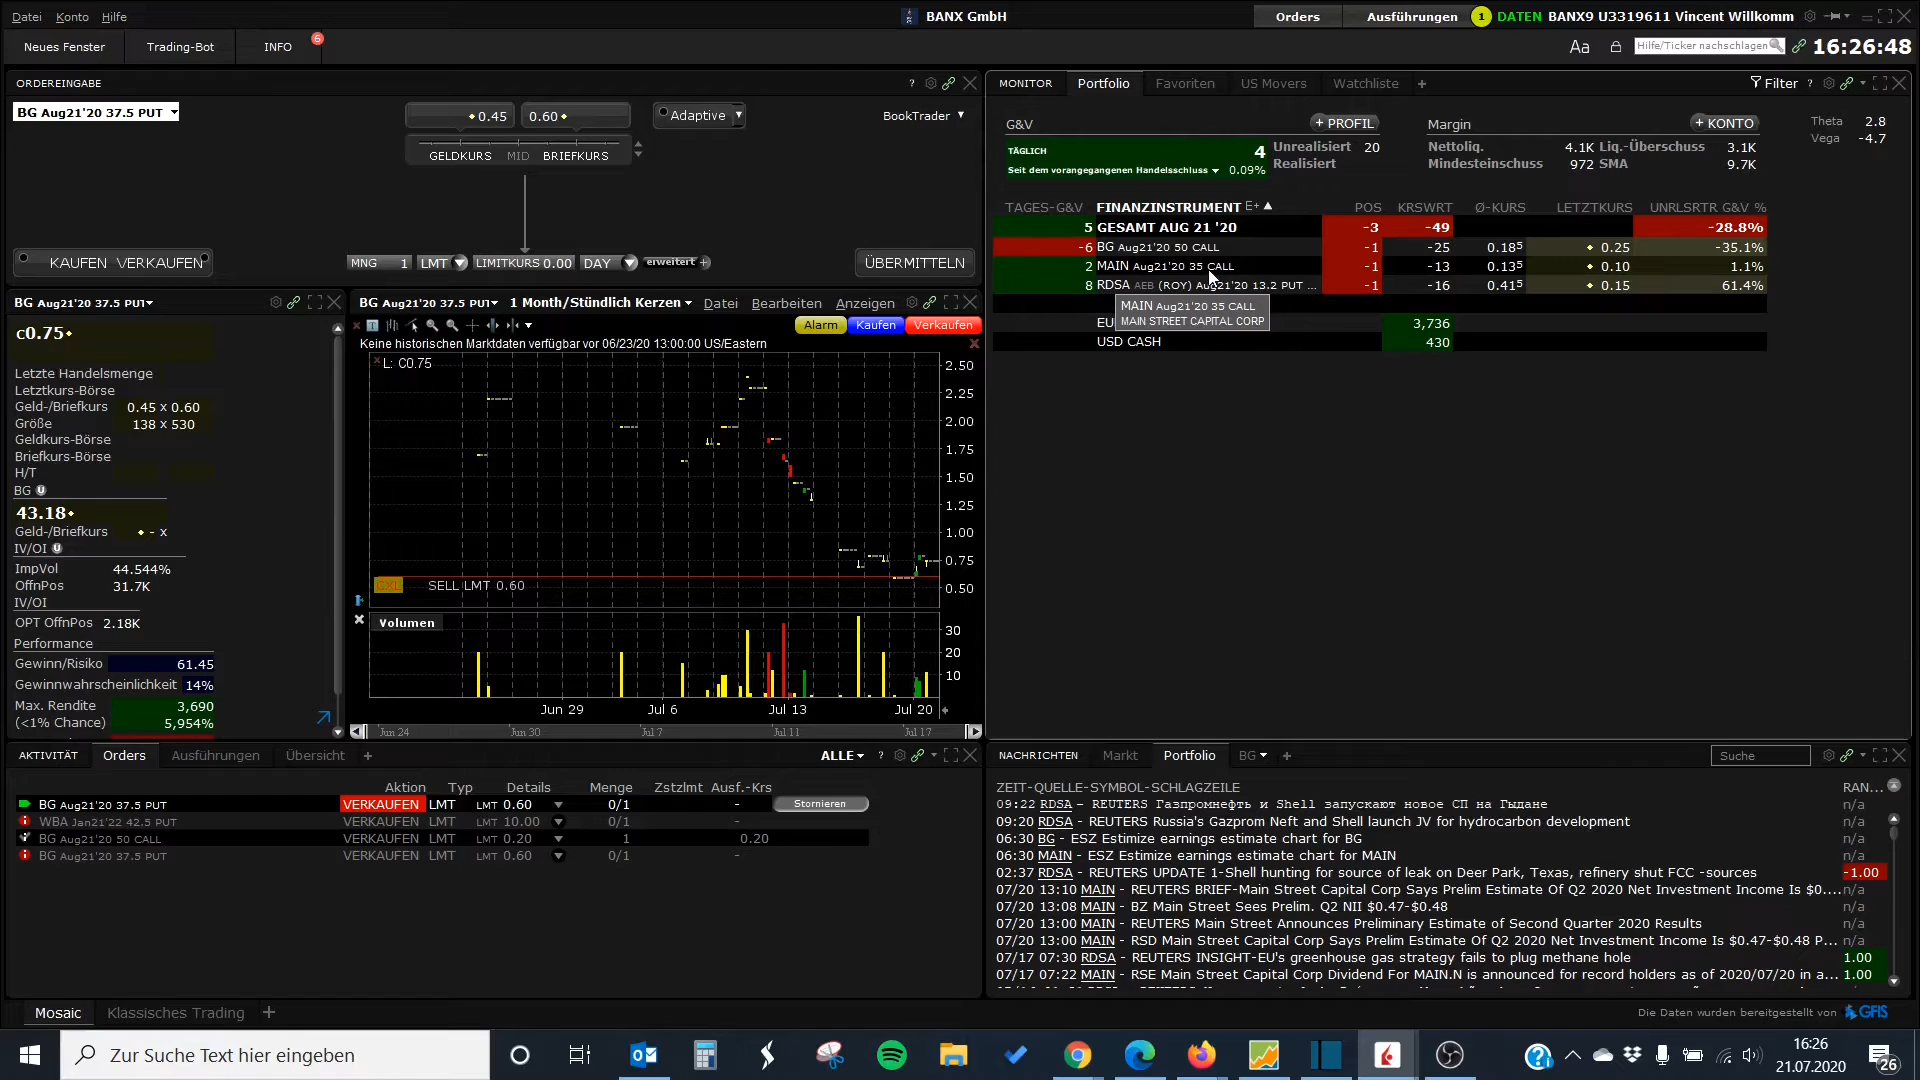 Datei Konto Hilfe
BANX GmbH
Orders Ausführungen 1 DATEN BANX9 U3319611 Vincent Willkomm
Neues Fenster Trading-Bot INFO 6
Aa Hilfe/Ticker nachschlagen 16:26:48
ORDEREINGABE ?
BG Aug21'20 37.5 PUT
0.45 0.60 Adaptive BookTrader
GELDKURS MID BRIEFKURS
KAUFEN VERKAUFEN MNG 1 LMT LIMITKURS 0.00 DAY erweitert ÜBERMITTELN
MONITOR Portfolio Favoriten US Movers Watchliste + Filter ?
G&V + PROFIL Margin + KONTO Theta 2.8
Vega -4.7
TÄGLICH 4 Unrealisiert 20 Nettoliq. 4.1K Liq.-Überschuss 3.1K
Seit dem vorangegangenen Handelsschluss 0.09% Realisiert Mindesteinschuss 972 SMA 9.7K
TAGES-G&V FINANZINSTRUMENT E+ POS KRSWRT Ø-KURS LETZTKURS UNRLSRTR G&V %
5 GESAMT AUG 21 '20 -3 -49 -28.8%
-6 BG Aug21'20 50 CALL -1 -25 0.18⁵ 0.25 -35.1%
2 MAIN Aug21'20 35 CALL -1 -13 0.13⁵ 0.10 1.1%
8 RDSA AEB (ROY) Aug21'20 13.2 PUT ... -1 -16 0.41⁵ 0.15 61.4%
MAIN Aug21'20 35 CALL
MAIN STREET CAPITAL CORP
EU 3,736
USD CASH 430
BG Aug21'20 37.5 PUT
c0.75
Letzte Handelsmenge
Letztkurs-Börse
Geld-/Briefkurs 0.45 x 0.60
Größe 138 x 530
Geldkurs-Börse
Briefkurs-Börse
H/T
BG U
43.18
Geld-/Briefkurs - x
IV/OI U
ImpVol 44.544%
OffnPos 31.7K
IV/OI
OPT OffnPos 2.18K
Performance
Gewinn/Risiko 61.45
Gewinnwahrscheinlichkeit 14%
Max. Rendite 3,690
(<1% Chance) 5,954%
BG Aug21'20 37.5 PUT 1 Month/Stündlich Kerzen Datei Bearbeiten Anzeigen
Alarm Kaufen Verkaufen
Keine historischen Marktdaten verfügbar vor 06/23/20 13:00:00 US/Eastern
L: C0.75
2.50
2.25
2.00
1.75
1.50
1.25
1.00
0.75
0.50
CXL SELL LMT 0.60
Volumen
30
20
10
Jun 29 Jul 6 Jul 13 Jul 20
Jun 24 Jun 30 Jul 7 Jul 11 Jul 17
AKTIVITÄT Orders Ausführungen Übersicht + ALLE ?
Aktion Typ Details Menge Zstzlmt Ausf.-Krs
BG Aug21'20 37.5 PUT VERKAUFEN LMT LMT 0.60 0/1 - Stornieren
WBA Jan21'22 42.5 PUT VERKAUFEN LMT LMT 10.00 0/1 -
BG Aug21'20 50 CALL VERKAUFEN LMT LMT 0.20 1 0.20
BG Aug21'20 37.5 PUT VERKAUFEN LMT LMT 0.60 0/1 -
NACHRICHTEN Markt Portfolio BG + Suche
ZEIT-QUELLE-SYMBOL-SCHLAGZEILE RAN...
09:22 RDSA – REUTERS Газпромнефть и Shell запускают новое СП на Гыдане n/a
09:20 RDSA - REUTERS Russia's Gazprom Neft and Shell launch JV for hydrocarbon development n/a
06:30 BG - ESZ Estimize earnings estimate chart for BG n/a
06:30 MAIN - ESZ Estimize earnings estimate chart for MAIN n/a
02:37 RDSA - REUTERS UPDATE 1-Shell hunting for source of leak on Deer Park, Texas, refinery shut FCC -sources -1.00
07/20 13:10 MAIN - REUTERS BRIEF-Main Street Capital Corp Says Prelim Estimate Of Q2 2020 Net Investment Income Is $0.... n/a
07/20 13:08 MAIN - BZ Main Street Sees Prelim. Q2 NII $0.47-$0.48 n/a
07/20 13:00 MAIN - REUTERS Main Street Announces Preliminary Estimate of Second Quarter 2020 Results n/a
07/20 13:00 MAIN - RSD Main Street Capital Corp Says Prelim Estimate Of Q2 2020 Net Investment Income Is $0.47-$0.48 P... n/a
07/17 07:30 RDSA - REUTERS INSIGHT-EU's greenhouse gas strategy fails to plug methane hole 1.00
07/17 07:22 MAIN - RSE Main Street Capital Corp Dividend For MAIN.N is announced for record holders as of 2020/07/20 in a... 1.00
Mosaic Klassisches Trading +
Die Daten wurden bereitgestellt von GFIS
Zur Suche Text hier eingeben
16:26
21.07.2020
26